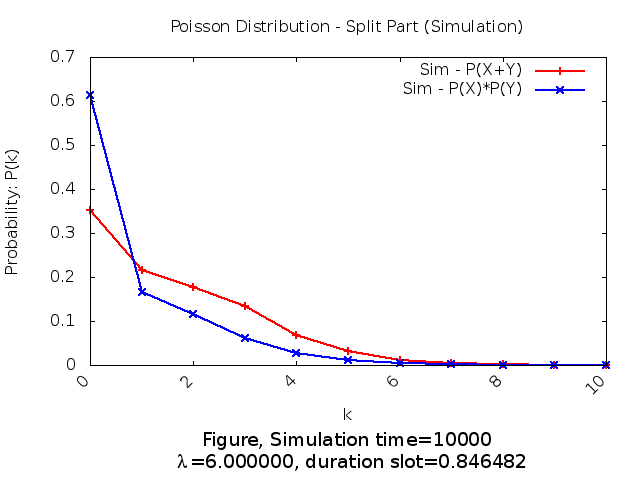 Poisson Distribution - Split Part (Simulation)
Sim - P(X+Y)
Sim - P(X)*P(Y)
Probability: P(k)
0.7
0.6
0.5
0.4
0.3
0.2
0.1
0
0 2 4 6 8 10
k
Figure, Simulation time=10000
λ=6.000000, duration slot=0.846482